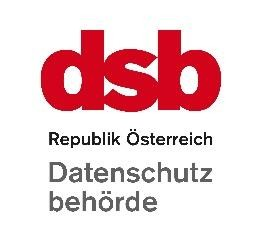 dsb
Republik Österreich
Datenschutz
behörde